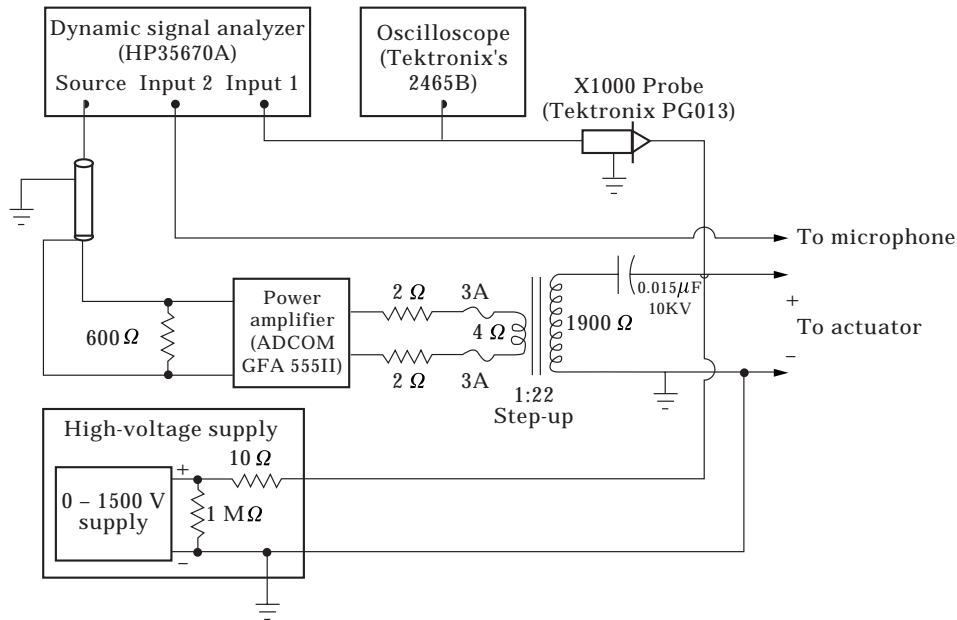 Dynamic signal analyzer
(HP35670A)
Source Input 2 Input 1
Oscilloscope
(Tektronix's
2465B)
X1000 Probe
(Tektronix PG013)
To microphone
0.015μF
10KV
+
To actuator
−
600 Ω
Power
amplifier
(ADCOM
GFA 555II)
2 Ω
3A
2 Ω
3A
4 Ω
1900 Ω
1:22
Step-up
High-voltage supply
10 Ω
+
0 – 1500 V
supply
1 MΩ
−